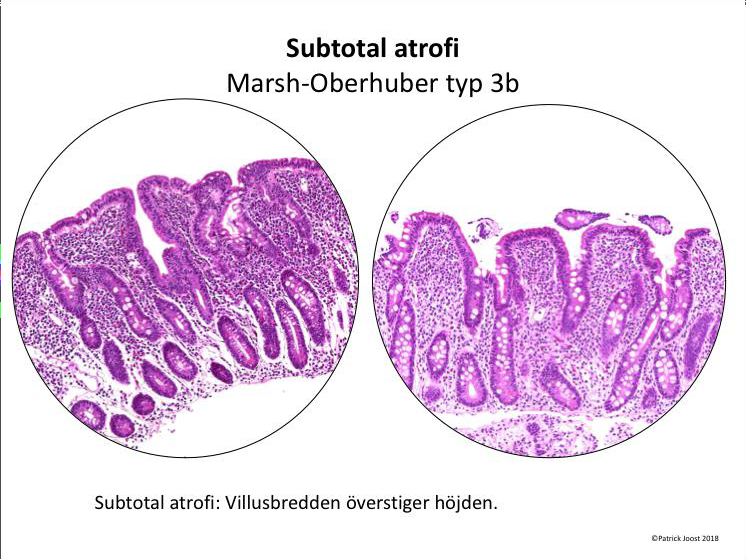 Subtotal atrofi
Marsh-Oberhuber typ 3b
Subtotal atrofi: Villusbredden överstiger höjden.
©Patrick Joost 2018